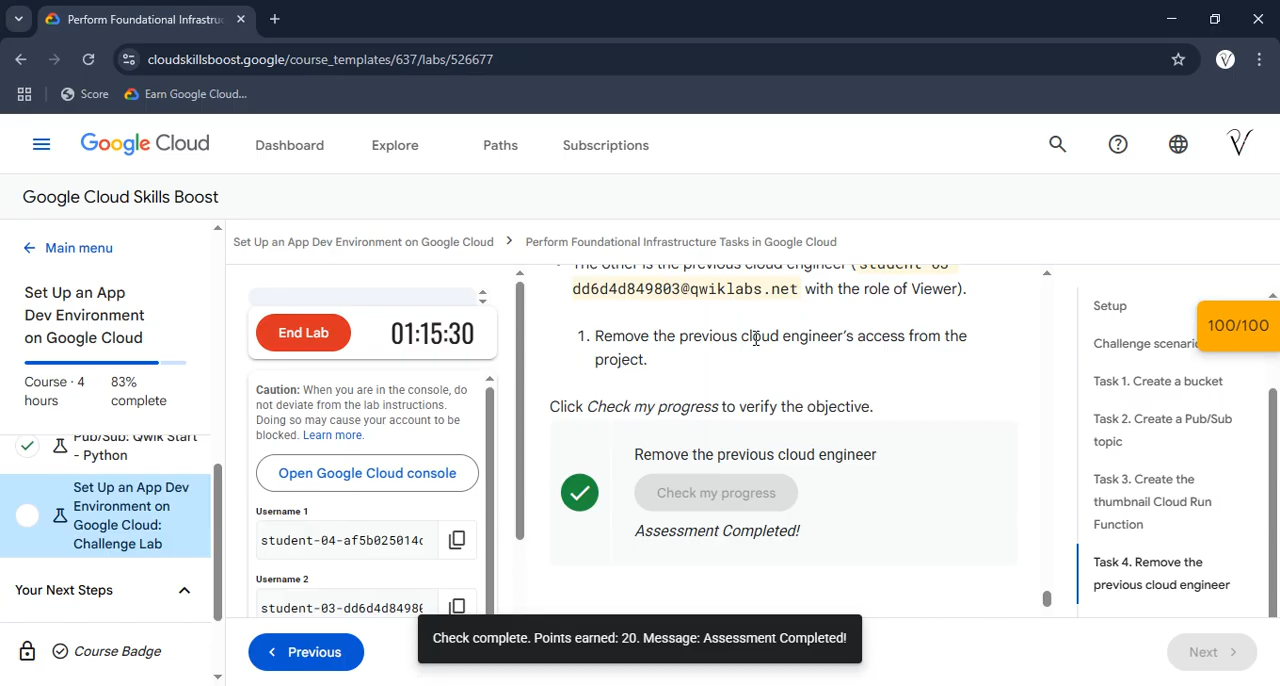 Perform Foundational Infrastruc
cloudskillsboost.google/course_templates/637/labs/526677
Score
Earn Google Cloud...
Google Cloud
Dashboard
Explore
Paths
Subscriptions
Google Cloud Skills Boost
Main menu
Set Up an App
Dev Environment
on Google Cloud
Course · 4
hours
83%
complete
Pub/Sub: Qwik Start
- Python
Set Up an App Dev
Environment on
Google Cloud:
Challenge Lab
Your Next Steps
Course Badge
Set Up an App Dev Environment on Google Cloud
Perform Foundational Infrastructure Tasks in Google Cloud
End Lab
01:15:30
Caution: When you are in the console, do
not deviate from the lab instructions.
Doing so may cause your account to be
blocked. Learn more.
Open Google Cloud console
Username 1
student-04-af5b025014c
Username 2
student-03-dd6d4d84980
The other is the previous cloud engineer (student-03-
dd6d4d849803@qwiklabs.net with the role of Viewer).
1. Remove the previous cloud engineer's access from the
project.
Click Check my progress to verify the objective.
Remove the previous cloud engineer
Check my progress
Assessment Completed!
Setup
Challenge scenario
Task 1. Create a bucket
Task 2. Create a Pub/Sub
topic
Task 3. Create the
thumbnail Cloud Run
Function
Task 4. Remove the
previous cloud engineer
100/100
Previous
Check complete. Points earned: 20. Message: Assessment Completed!
Next